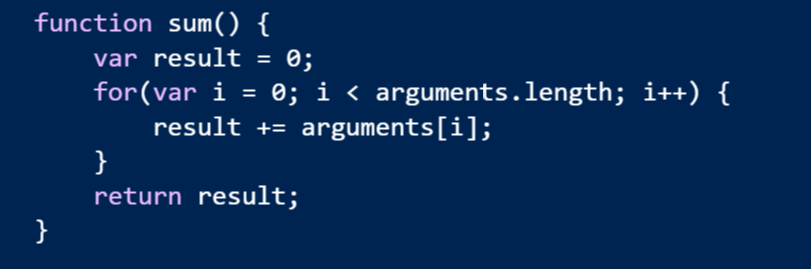 function sum() {
    var result = 0;
    for(var i = 0; i < arguments.length; i++) {
        result += arguments[i];
    }
    return result;
}